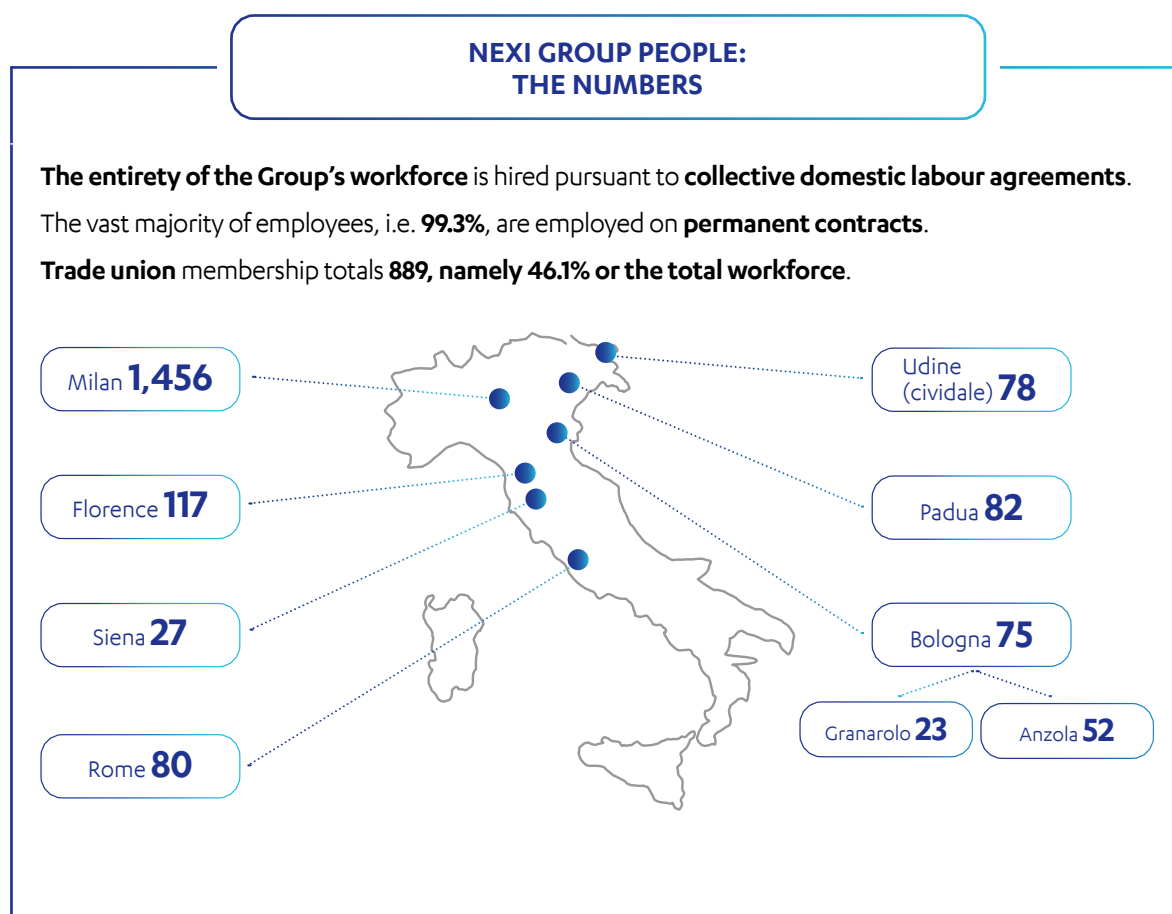 NEXI GROUP PEOPLE:
THE NUMBERS
The entirety of the Group's workforce is hired pursuant to collective domestic labour agreements.
The vast majority of employees, i.e. 99.3%, are employed on permanent contracts.
Trade union membership totals 889, namely 46.1% or the total workforce.
Milan 1,456
Florence 117
Siena 27
Rome 80
Udine
(cividale) 78
Padua 82
Bologna 75
Granarolo 23
Anzola 52